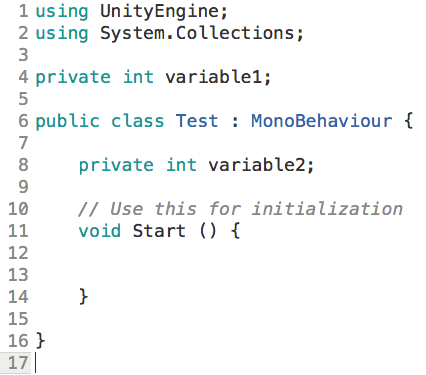 1 using UnityEngine;
2 using System.Collections;
3
4 private int variable1;
5
6 public class Test : MonoBehaviour {
7
8     private int variable2;
9
10     // Use this for initialization
11     void Start () {
12
13
14     }
15
16 }
17